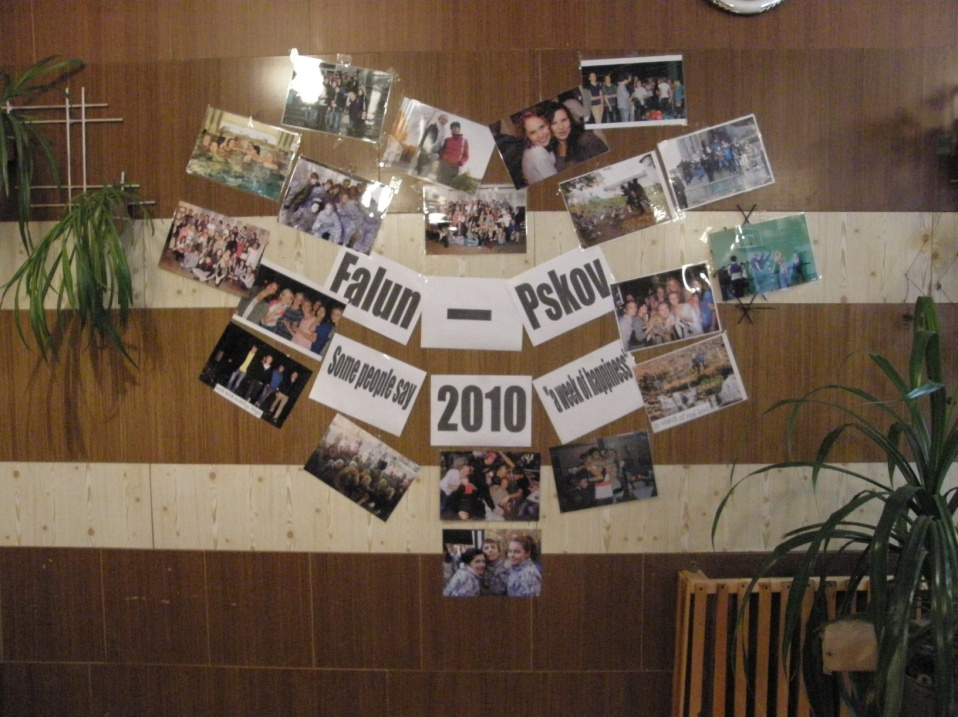 Falun – Pskov
Some people say
2010
"a week of happiness"